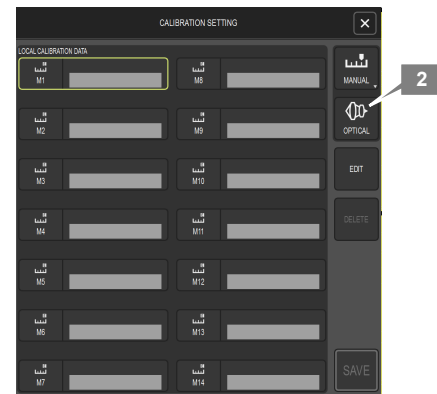 CALIBRATION SETTING
LOCAL CALIBRATION DATA
M1
M8
MANUAL
2
M2
M9
OPTICAL
M3
M10
EDIT
M4
M11
DELETE
M5
M12
M6
M13
M7
M14
SAVE